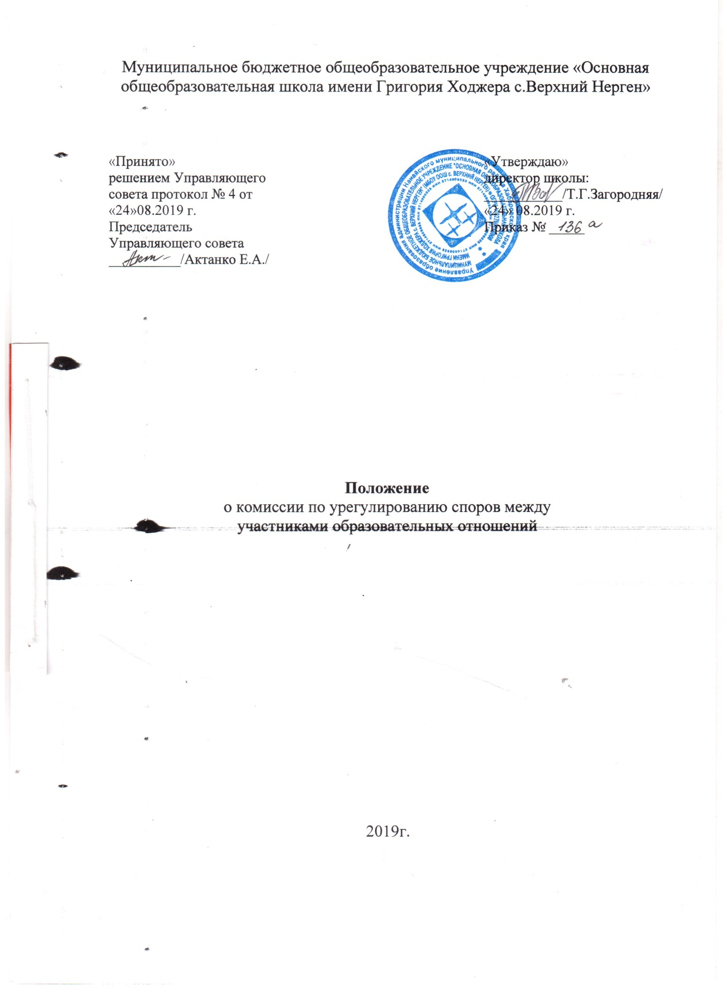 Муниципальное бюджетное общеобразовательное учреждение «Основная
общеобразовательная школа имени Григория Ходжера с.Верхний Нерген»
«Принято»
решением Управляющего
совета протокол № 4 от
«24»08.2019 г.
Председатель
Управляющего совета
/Актанко Е.А./
«Утверждаю»
директор школы:
/Т.Г.Загородняя/
«24» 08.2019 г.
Приказ № 136 а
Управление образования администрации Нанайского муниципального района Хабаровского края
МУНИЦИПАЛЬНОЕ БЮДЖЕТНОЕ ОБЩЕОБРАЗОВАТЕЛЬНОЕ УЧРЕЖДЕНИЕ "ОСНОВНАЯ ОБЩЕОБРАЗОВАТЕЛЬНАЯ ШКОЛА
ИМЕНИ ГРИГОРИЯ ХОДЖЕРА с. ВЕРХНИЙ НЕРГЕН" (МБОУ ООШ с. ВЕРХНИЙ НЕРГЕН)
Положение
о комиссии по урегулированию споров между
участниками образовательных отношений
2019г.